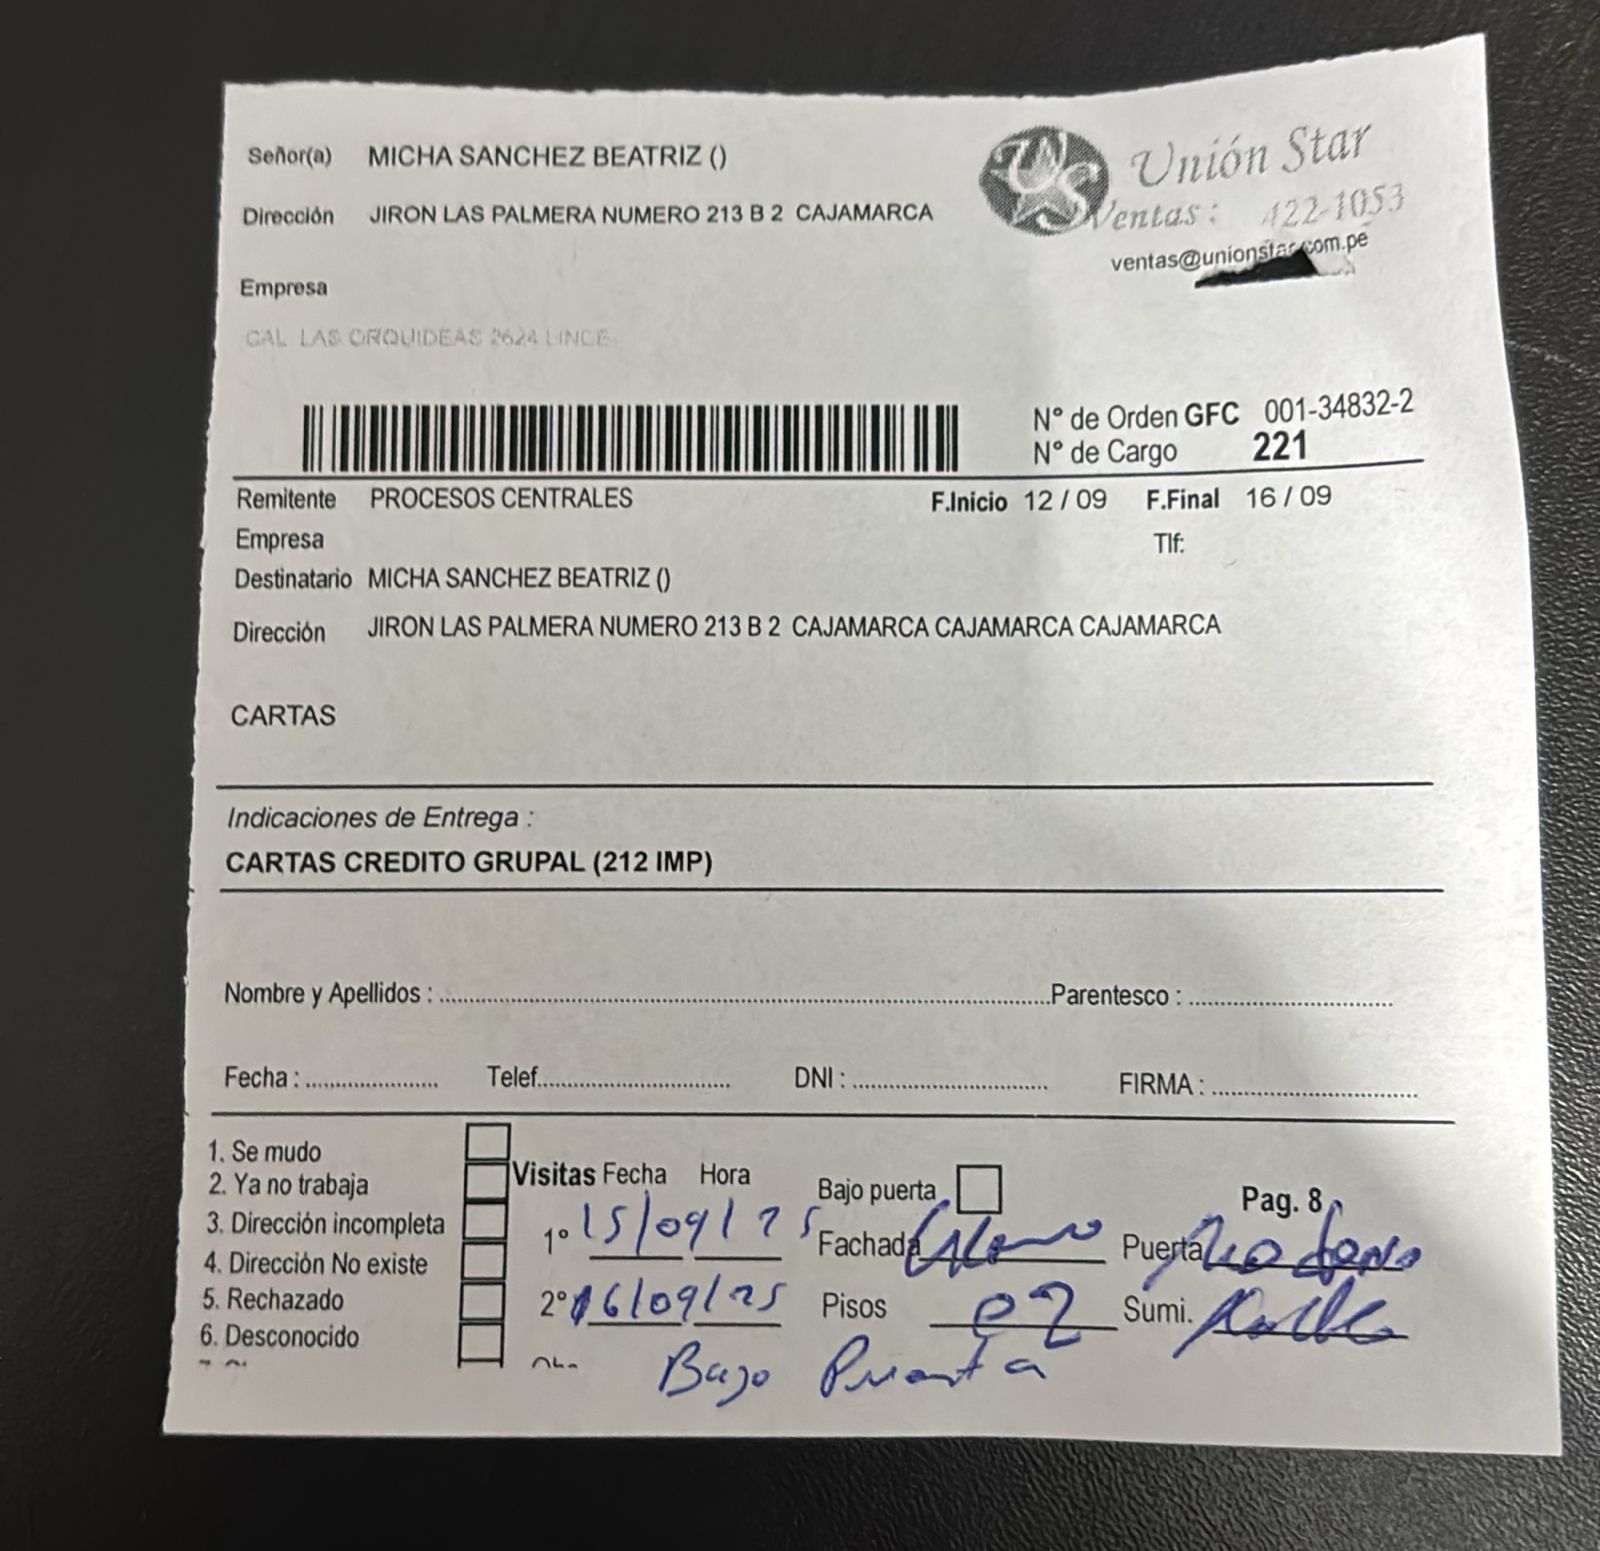 Señor(a) MICHA SANCHEZ BEATRIZ ()
Unión Star
Dirección JIRON LAS PALMERA NUMERO 213 B 2 CAJAMARCA
Ventas: 422-1053
ventas@unionstar.com.pe
Empresa
CAL LAS ORQUIDEAS 2624 LINCE-
N° de Orden GFC 001-34832-2
N° de Cargo 221
Remitente PROCESOS CENTRALES F.Inicio 12 / 09 F.Final 16 / 09
Empresa Tlf:
Destinatario MICHA SANCHEZ BEATRIZ ()
Dirección JIRON LAS PALMERA NUMERO 213 B 2 CAJAMARCA CAJAMARCA CAJAMARCA
CARTAS
Indicaciones de Entrega :
CARTAS CREDITO GRUPAL (212 IMP)
Nombre y Apellidos : Parentesco :
Fecha : Telef. DNI : FIRMA :
1. Se mudo
2. Ya no trabaja Visitas Fecha Hora Bajo puerta Pag. 8
3. Dirección incompleta 1° 15/09/25 Fachada Puerta
4. Dirección No existe
5. Rechazado 2° 16/09/25 Pisos 02 Sumi.
6. Desconocido
Bajo Puerta